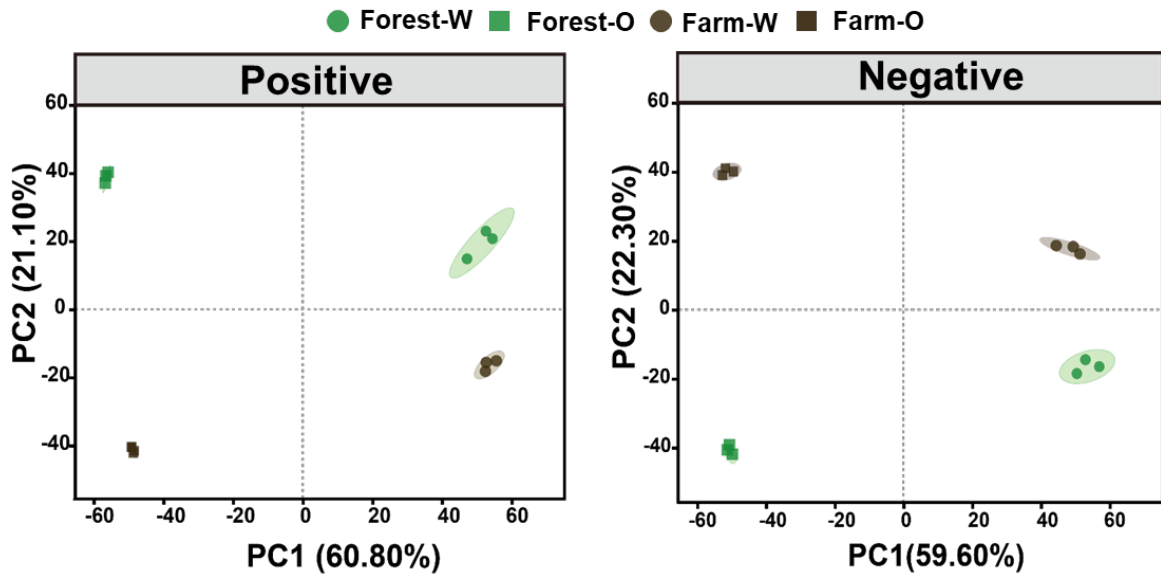 Forest-W Forest-O Farm-W Farm-O
Positive
60
40
20
0
-20
-40
-60 -40 -20 0 20 40 60
PC2 (21.10%)
PC1 (60.80%)
Negative
60
40
20
0
-20
-40
-60 -40 -20 0 20 40 60
PC2 (22.30%)
PC1(59.60%)